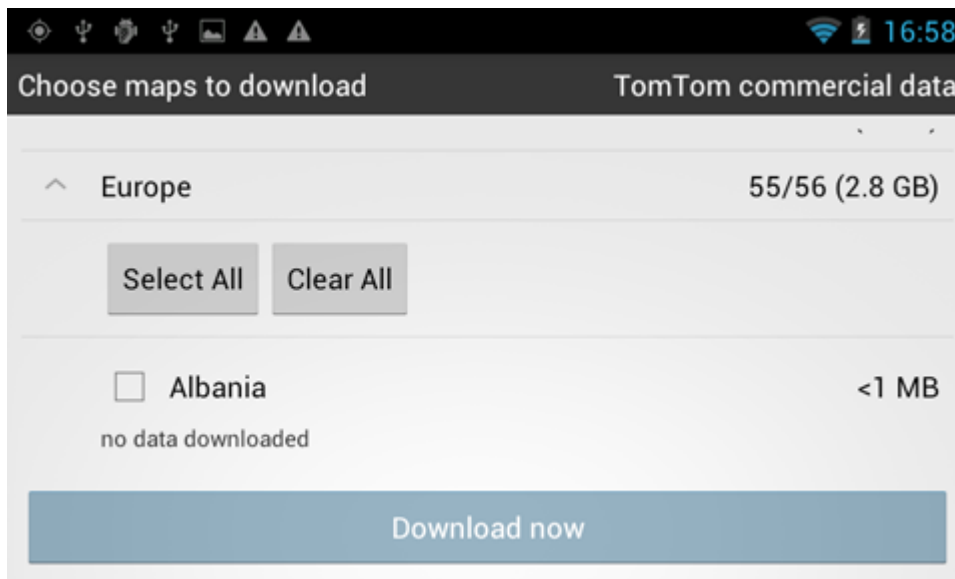 16:58
Choose maps to download TomTom commercial data
Europe 55/56 (2.8 GB)
Select All Clear All
Albania <1 MB
no data downloaded
Download now